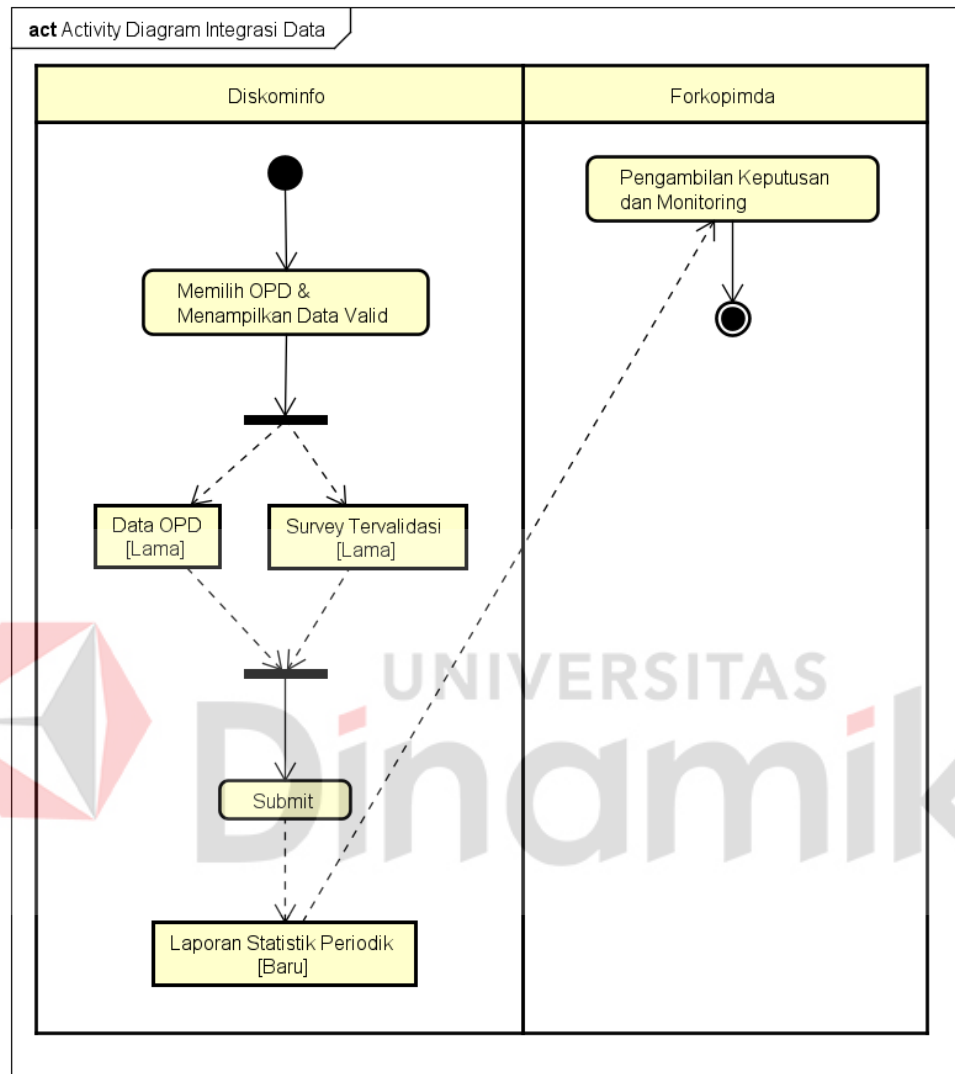 act Activity Diagram Integrasi Data
Diskominfo
Forkopimda
Pengambilan Keputusan
dan Monitoring
Memilih OPD &
Menampilkan Data Valid
Data OPD
[Lama]
Survey Tervalidasi
[Lama]
UNIVERSITAS
Dinamik
Submit
Laporan Statistik Periodik
[Baru]